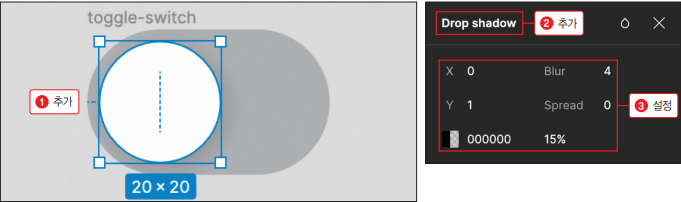 toggle-switch
1 추가
20 × 20
Drop shadow
2 추가
X 0 Blur 4
Y 1 Spread 0
3 설정
000000 15%